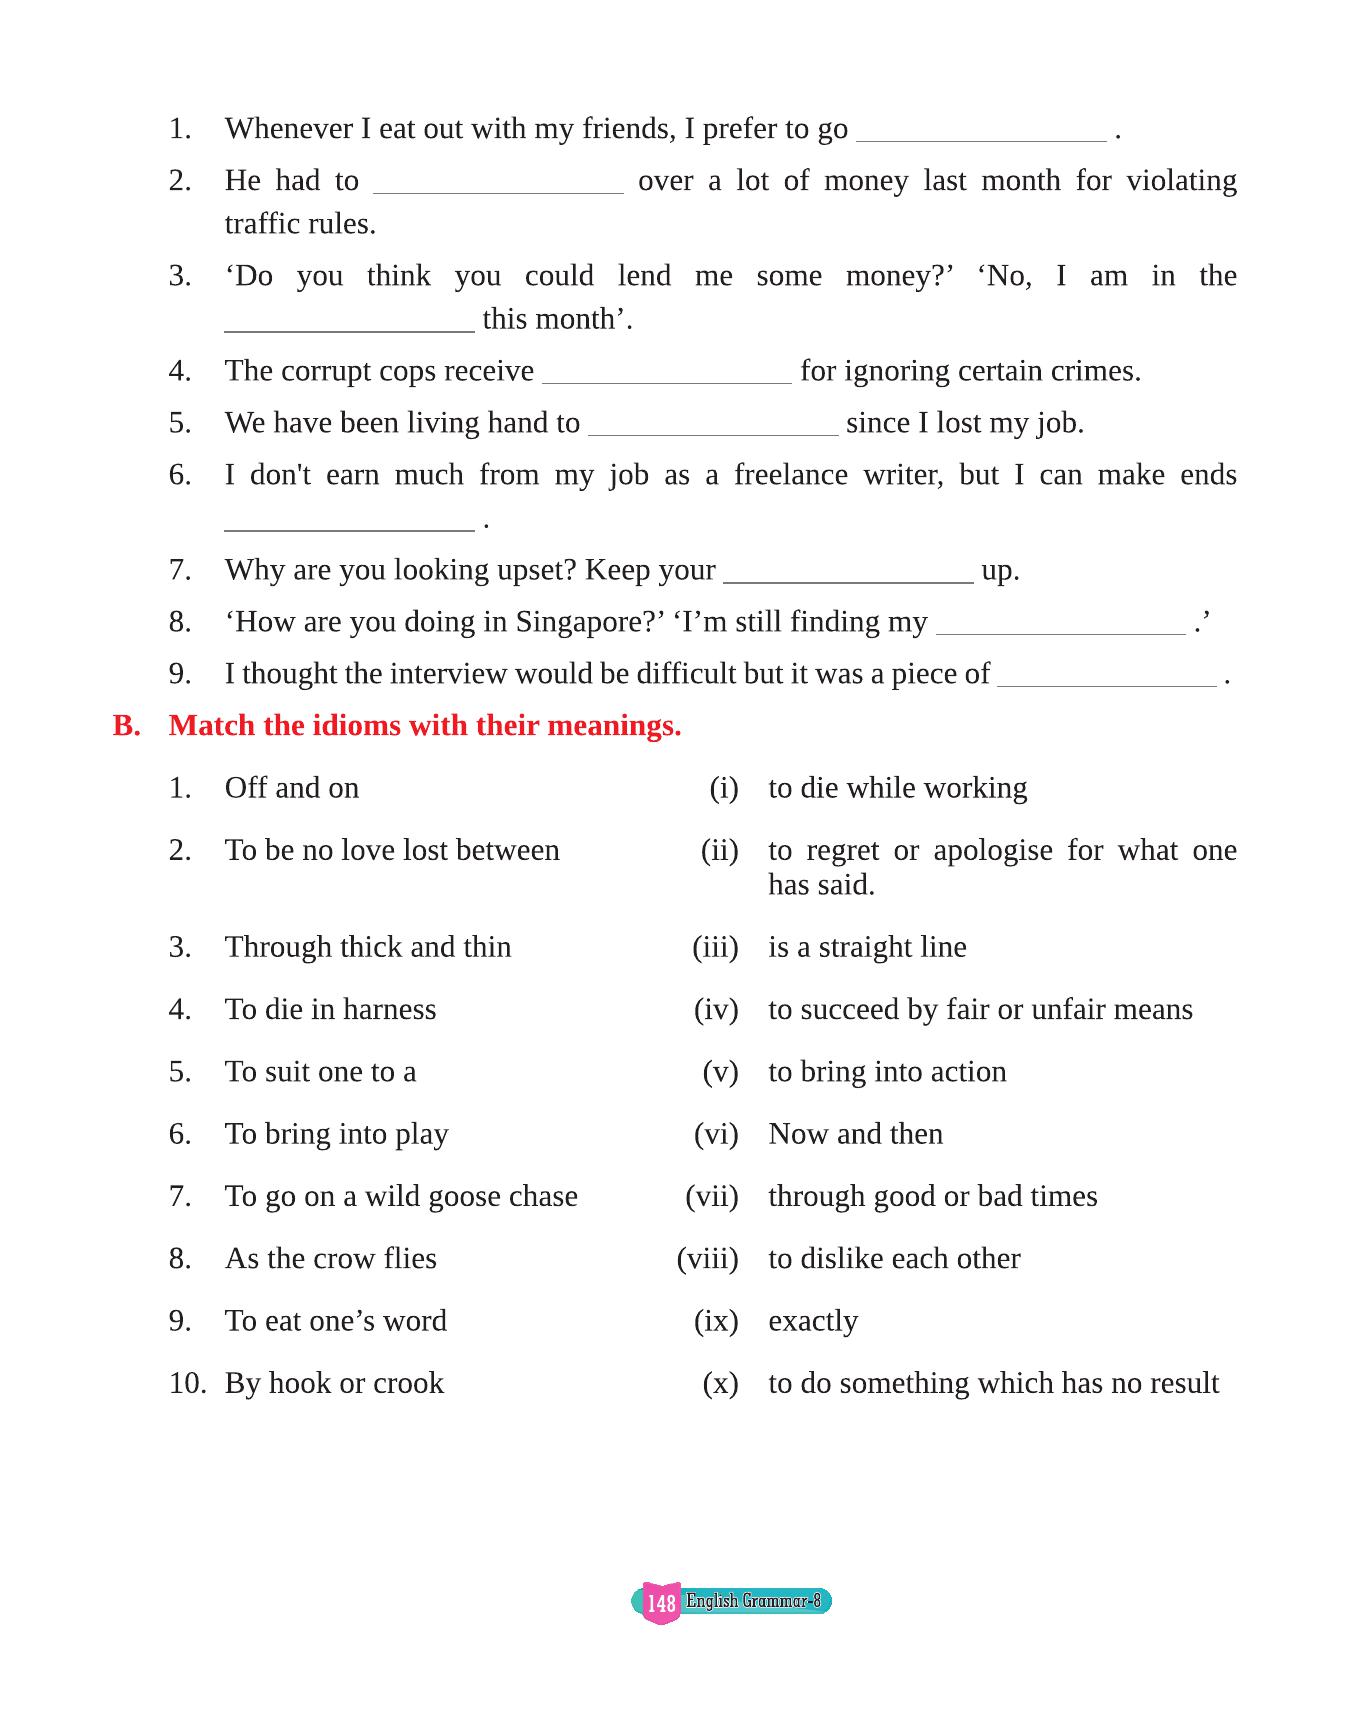 1. Whenever I eat out with my friends, I prefer to go ________________ .
2. He had to ________________ over a lot of money last month for violating
traffic rules.
3. ‘Do you think you could lend me some money?’ ‘No, I am in the
________________ this month’.
4. The corrupt cops receive ________________ for ignoring certain crimes.
5. We have been living hand to ________________ since I lost my job.
6. I don't earn much from my job as a freelance writer, but I can make ends
________________ .
7. Why are you looking upset? Keep your ________________ up.
8. ‘How are you doing in Singapore?’ ‘I’m still finding my ________________ .’
9. I thought the interview would be difficult but it was a piece of ______________ .
B. Match the idioms with their meanings.
1. Off and on (i) to die while working
2. To be no love lost between (ii) to regret or apologise for what one
has said.
3. Through thick and thin (iii) is a straight line
4. To die in harness (iv) to succeed by fair or unfair means
5. To suit one to a (v) to bring into action
6. To bring into play (vi) Now and then
7. To go on a wild goose chase (vii) through good or bad times
8. As the crow flies (viii) to dislike each other
9. To eat one’s word (ix) exactly
10. By hook or crook (x) to do something which has no result
148 English Grammar-8